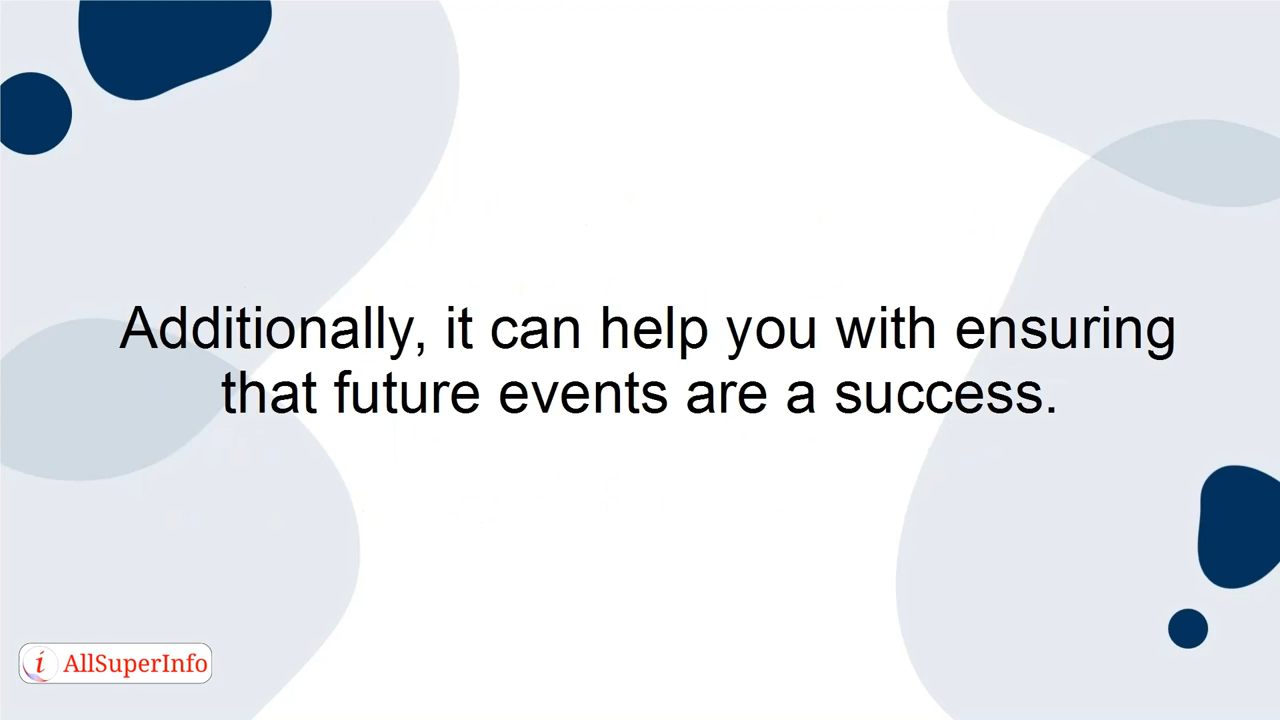 Additionally, it can help you with ensuring
that future events are a success.
i AllSuperInfo